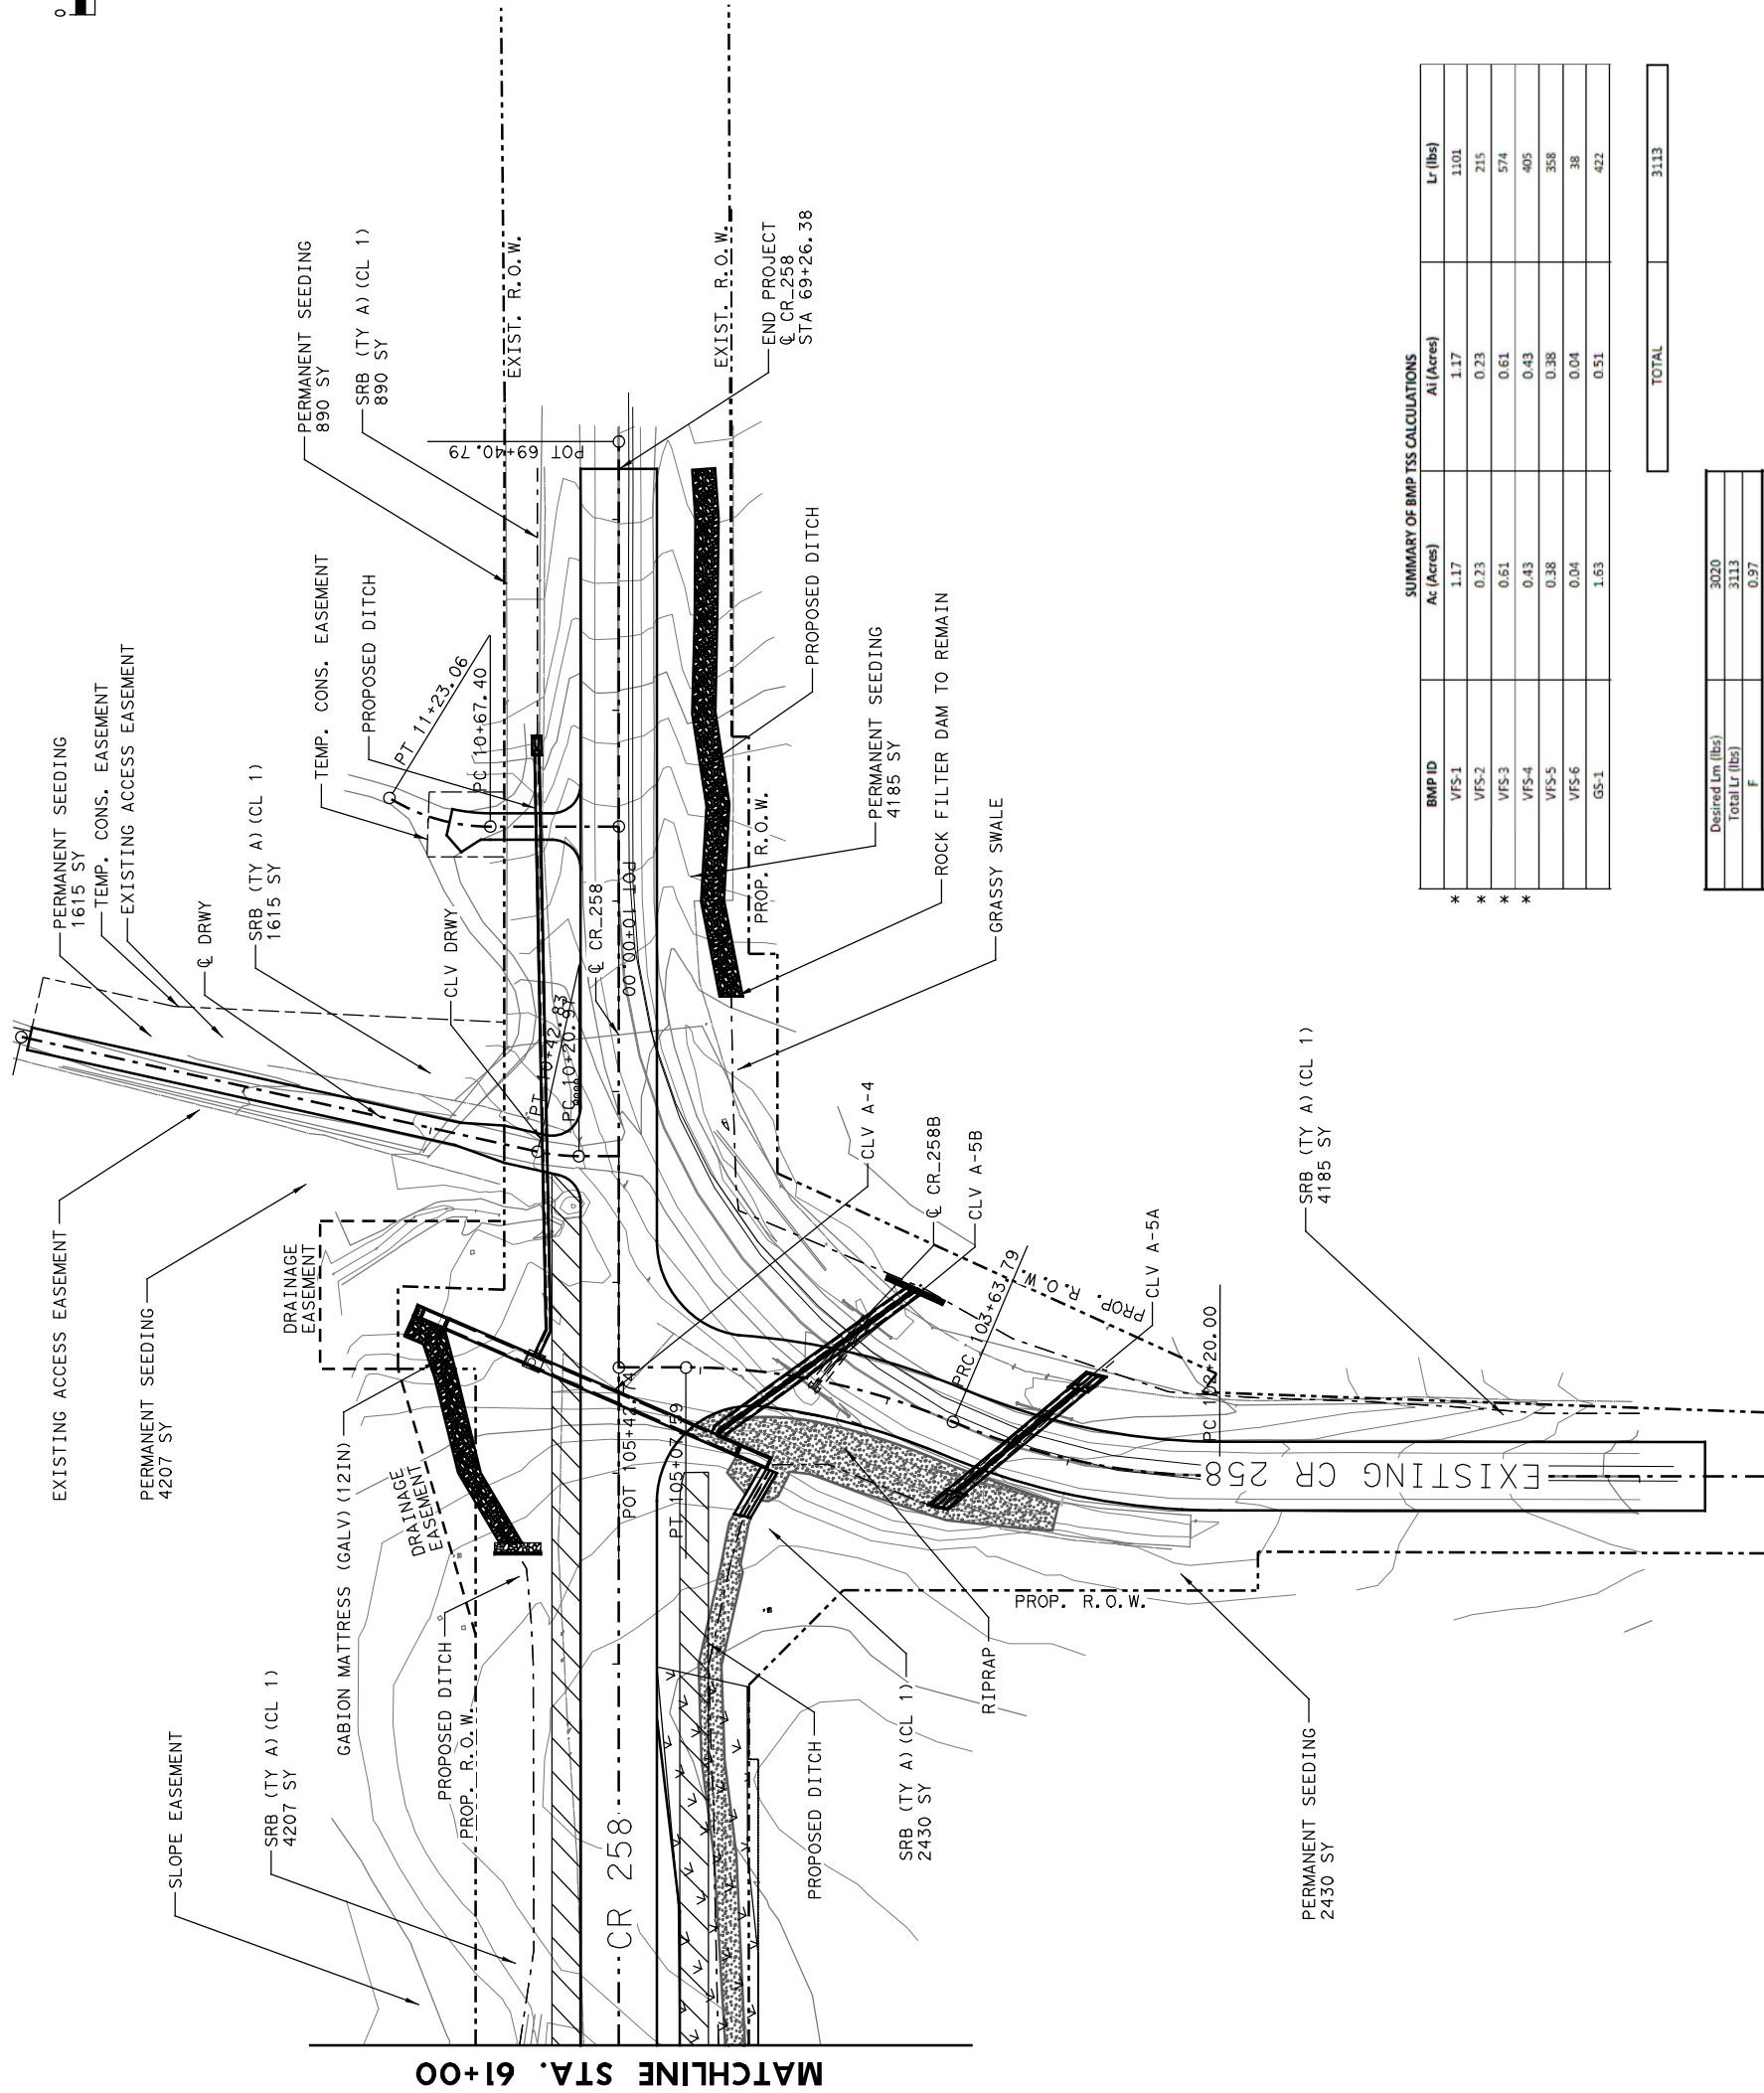 0
PERMANENT SEEDING
1615 SY
TEMP. CONS. EASEMENT
EXISTING ACCESS EASEMENT
℄ DRWY
SRB (TY A)(CL 1)
1615 SY
CLV DRWY
TEMP. CONS. EASEMENT
PROPOSED DITCH
PT 11+23.06
PC 10+67.40
PERMANENT SEEDING
890 SY
SRB (TY A)(CL 1)
890 SY
EXIST. R.O.W.
POT 69+40.79
EXIST. R.O.W.
END PROJECT
℄ CR_258
STA 69+26.38
EXISTING ACCESS EASEMENT
PERMANENT SEEDING
4207 SY
DRAINAGE
EASEMENT
PT 10+42.83
PC 10+20.97
℄ CR_258
POT 10+00.00
PROP. R.O.W.
PROPOSED DITCH
PERMANENT SEEDING
4185 SY
ROCK FILTER DAM TO REMAIN
GRASSY SWALE
SLOPE EASEMENT
SRB (TY A)(CL 1)
4207 SY
GABION MATTRESS (GALV)(12IN)
DRAINAGE
EASEMENT
PROPOSED DITCH
PROP. R.O.W.
CR 258
POT 105+42.74
PT 105+07.59
CLV A-4
℄ CR_258B
CLV A-5B
PRC 103+63.79
PROP. R.O.W.
CLV A-5A
PC 102+20.00
EXISTING CR 258
SRB (TY A)(CL 1)
4185 SY
PROP. R.O.W.
RIPRAP
SRB (TY A)(CL 1)
2430 SY
PROPOSED DITCH
PERMANENT SEEDING
2430 SY
MATCHLINE STA. 61+00
SUMMARY OF BMP TSS CALCULATIONS
BMP ID Ac (Acres) Ai (Acres) Lr (lbs)
* VFS-1 1.17 1.17 1101
* VFS-2 0.23 0.23 215
* VFS-3 0.61 0.61 574
* VFS-4 0.43 0.43 405
VFS-5 0.38 0.38 358
VFS-6 0.04 0.04 38
GS-1 1.63 0.51 422
TOTAL 3113
Desired Lm (lbs) 3020
Total Lr (lbs) 3113
F 0.97